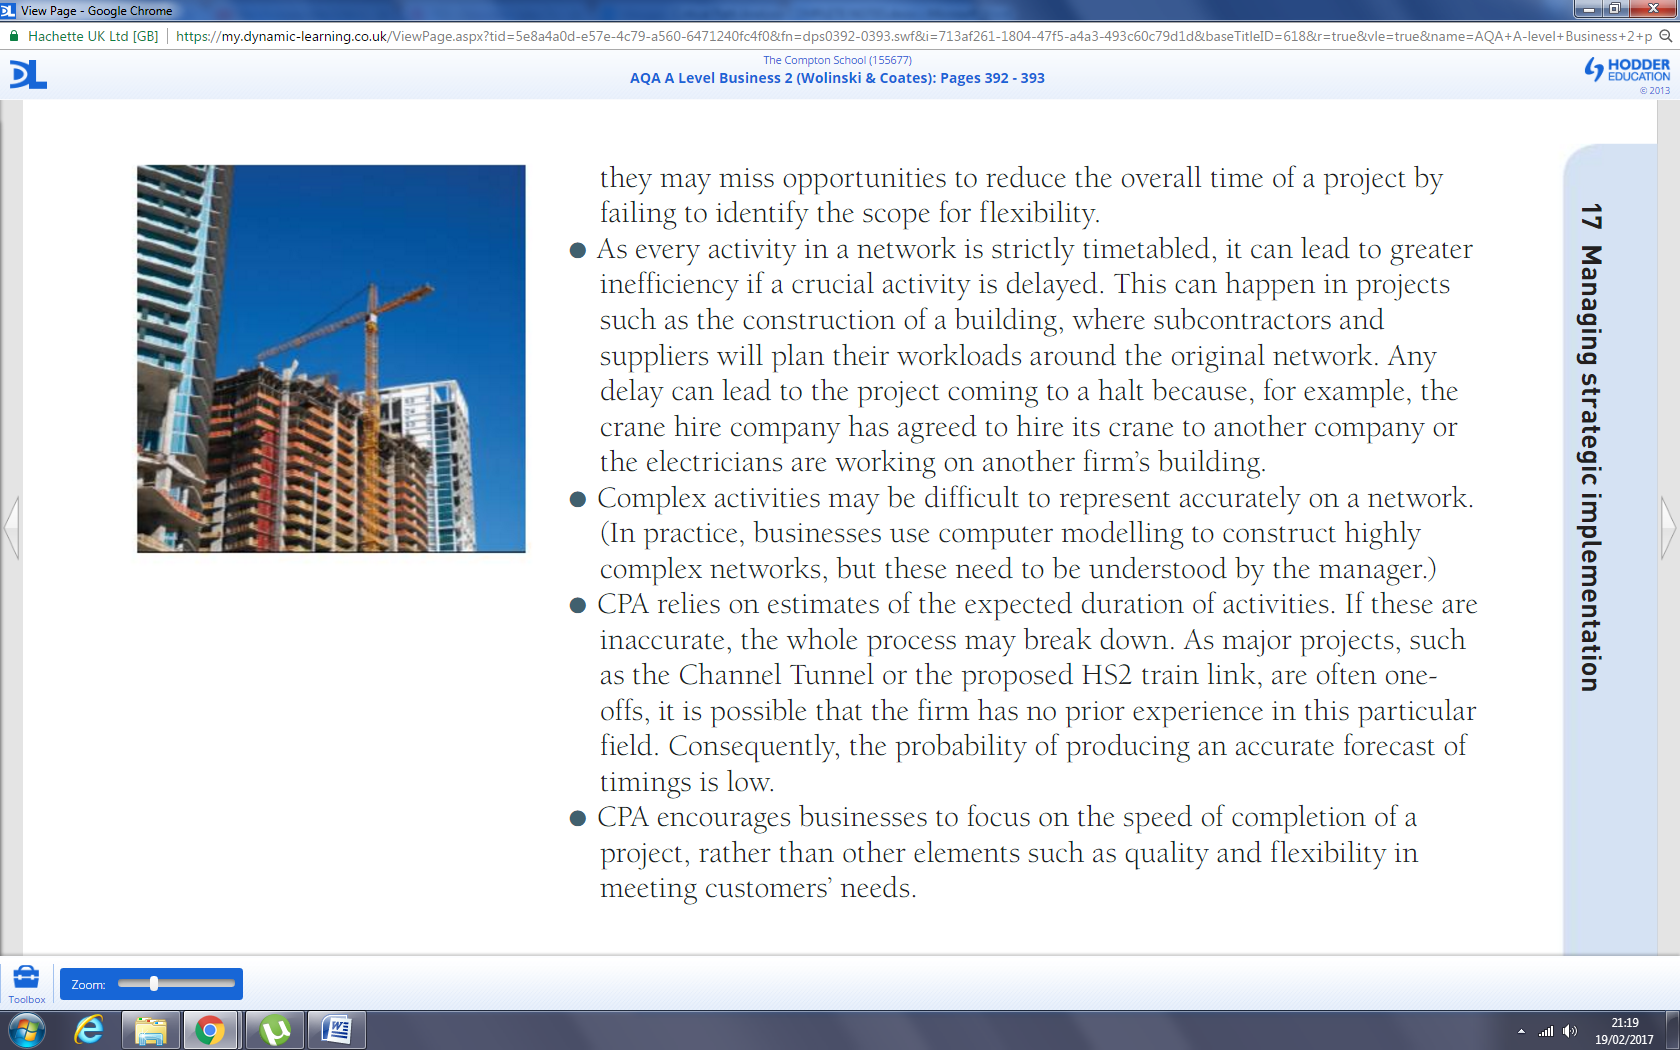 View Page - Google Chrome
Hachette UK Ltd [GB] | https://my.dynamic-learning.co.uk/ViewPage.aspx?tid=5e8a4a0d-e57e-4c79-a560-6471240fc4f0&fn=dps0392-0393.swf&i=713af261-1804-47f5-a4a3-493c60c79d1d&baseTitleID=618&r=true&vle=true&name=AQA+A-level+Business+2+p
DL
The Compton School (155677)
AQA A Level Business 2 (Wolinski & Coates): Pages 392 - 393
HODDER
EDUCATION
© 2013
they may miss opportunities to reduce the overall time of a project by
failing to identify the scope for flexibility.
● As every activity in a network is strictly timetabled, it can lead to greater
inefficiency if a crucial activity is delayed. This can happen in projects
such as the construction of a building, where subcontractors and
suppliers will plan their workloads around the original network. Any
delay can lead to the project coming to a halt because, for example, the
crane hire company has agreed to hire its crane to another company or
the electricians are working on another firm's building.
● Complex activities may be difficult to represent accurately on a network.
(In practice, businesses use computer modelling to construct highly
complex networks, but these need to be understood by the manager.)
● CPA relies on estimates of the expected duration of activities. If these are
inaccurate, the whole process may break down. As major projects, such
as the Channel Tunnel or the proposed HS2 train link, are often one-
offs, it is possible that the firm has no prior experience in this particular
field. Consequently, the probability of producing an accurate forecast of
timings is low.
● CPA encourages businesses to focus on the speed of completion of a
project, rather than other elements such as quality and flexibility in
meeting customers' needs.
17 Managing strategic implementation
Toolbox
Zoom:
21:19
19/02/2017